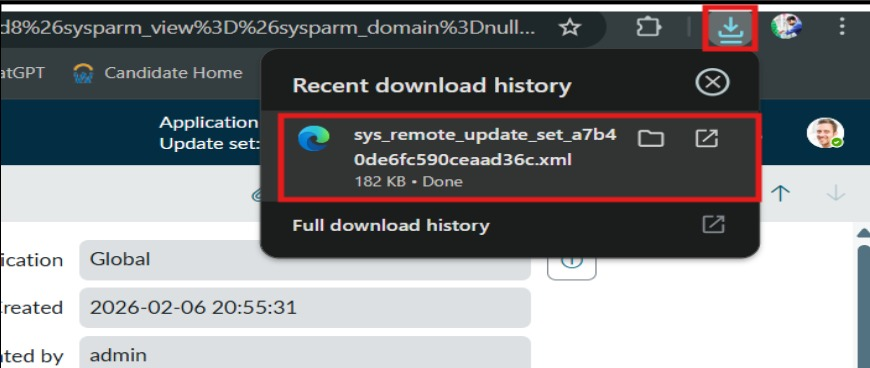 d8%26sysparm_view%3D%26sysparm_domain%3Dnull...
atGPT
Candidate Home
Recent download history
Application
Update set:
sys_remote_update_set_a7b4
0de6fc590ceaad36c.xml
182 KB • Done
Full download history
ication
Global
Created
2026-02-06 20:55:31
ated by
admin